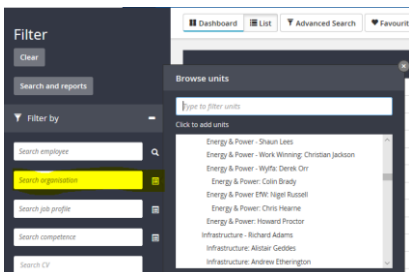 Dashboard List Advanced Search Favourit
Filter
Clear
Search and reports
Filter by
Search employee
Search organisation
Search job profile
Search competence
Search CV
Browse units
Type to filter units
Click to add units
Energy & Power - Shaun Lees
Energy & Power - Work Winning: Christian Jackson
Energy & Power - Wylfa: Derek Orr
Energy & Power: Colin Brady
Energy & Power EfW: Nigel Russell
Energy & Power: Chris Hearne
Energy & Power: Howard Proctor
Infrastructure - Richard Adams
Infrastructure: Alistair Geddes
Infrastructure: Andrew Etherington